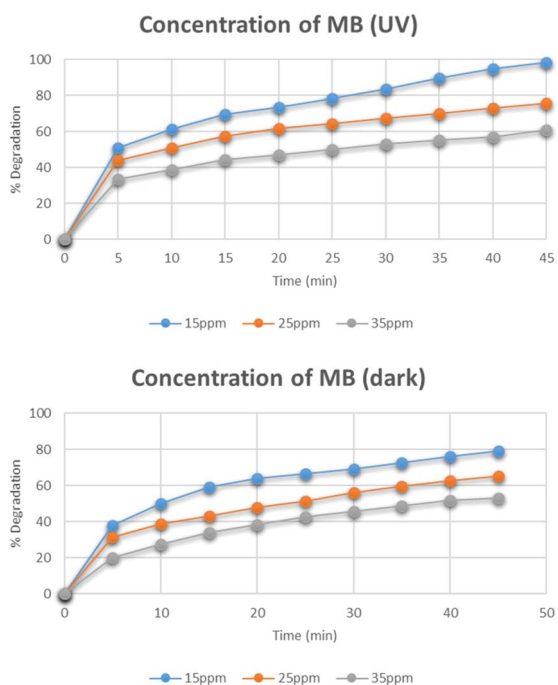 Concentration of MB (UV)
100
80
60
40
20
0
% Degradation
0 5 10 15 20 25 30 35 40 45
Time (min)
15ppm 25ppm 35ppm
Concentration of MB (dark)
100
80
60
40
20
0
% Degradation
0 10 20 30 40 50
Time (min)
15ppm 25ppm 35ppm